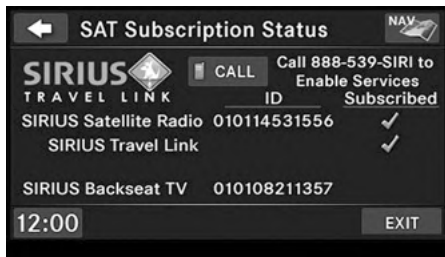 SAT Subscription Status
NAV
SIRIUS
TRAVEL LINK
CALL
Call 888-539-SIRI to
Enable Services
ID
Subscribed
SIRIUS Satellite Radio 010114531556
SIRIUS Travel Link
SIRIUS Backseat TV 010108211357
12:00
EXIT